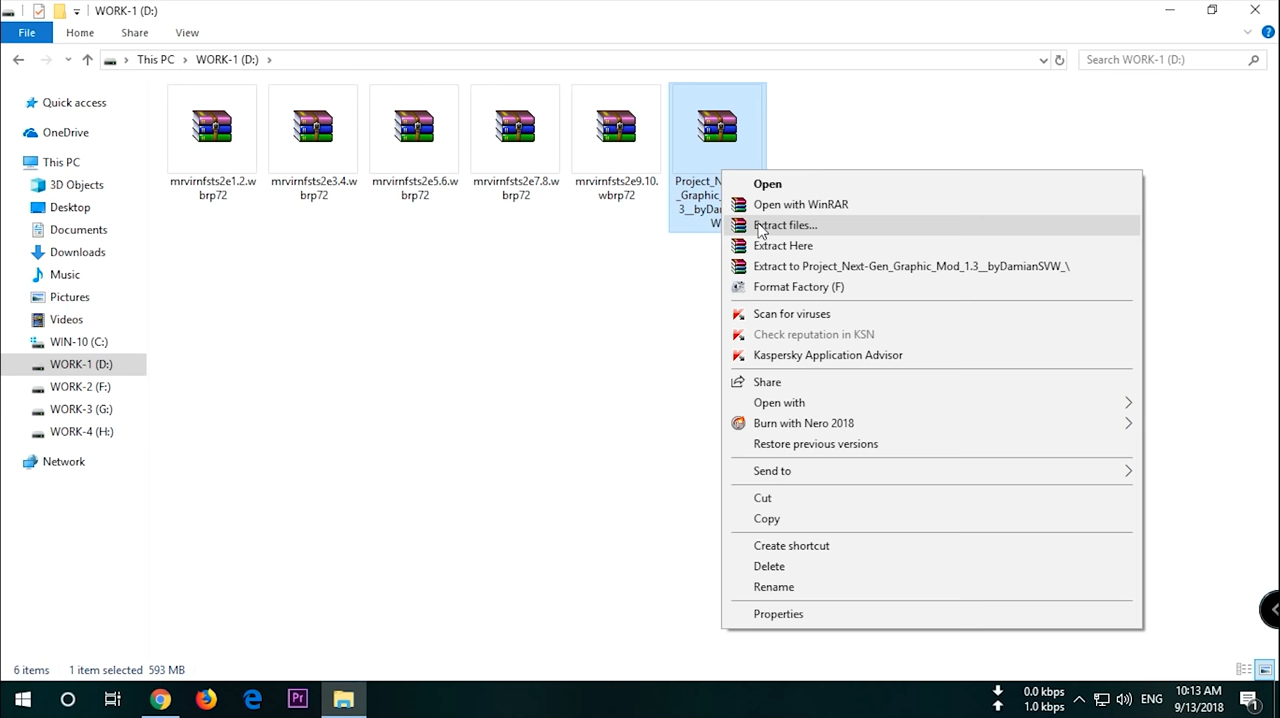 WORK-1 (D:)
File Home Share View
This PC WORK-1 (D:)
Search WORK-1 (D:)
Quick access
OneDrive
This PC
3D Objects
Desktop
Documents
Downloads
Music
Pictures
Videos
WIN-10 (C:)
WORK-1 (D:)
WORK-2 (F:)
WORK-3 (G:)
WORK-4 (H:)
Network
mrvirnfsts2e1.2.w
brp72
mrvirnfsts2e3.4.w
brp72
mrvirnfsts2e5.6.w
brp72
mrvirnfsts2e7.8.w
brp72
mrvirnfsts2e9.10.
wbrp72
Project_N
_Graphic_
3__byDa
W
Open
Open with WinRAR
Extract files...
Extract Here
Extract to Project_Next-Gen_Graphic_Mod_1.3__byDamianSVW_\
Format Factory (F)
Scan for viruses
Check reputation in KSN
Kaspersky Application Advisor
Share
Open with
Burn with Nero 2018
Restore previous versions
Send to
Cut
Copy
Create shortcut
Delete
Rename
Properties
6 items 1 item selected 593 MB
Pr
0.0 kbps
1.0 kbps
ENG
10:13 AM
9/13/2018
1